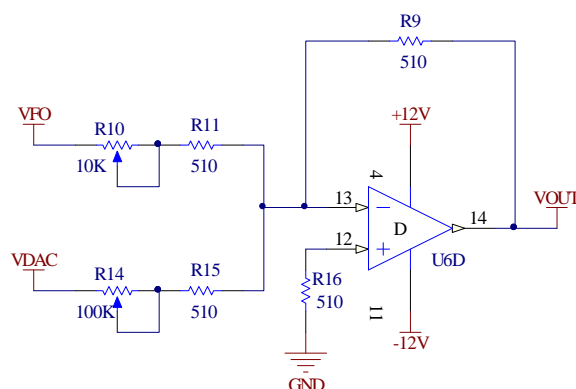 R9
510
VFO
R10
R11
10K
510
+12V
4
13
D
14
VOUT
12
U6D
VDAC
R14
R15
100K
510
R16
510
11
-12V
GND